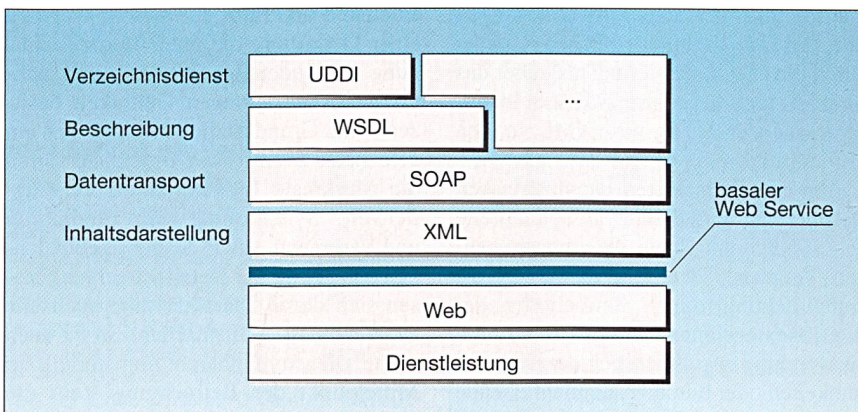 Verzeichnisdienst UDDI
...
Beschreibung WSDL
Datentransport SOAP
basaler
Web Service
Inhaltsdarstellung XML
Web
Dienstleistung